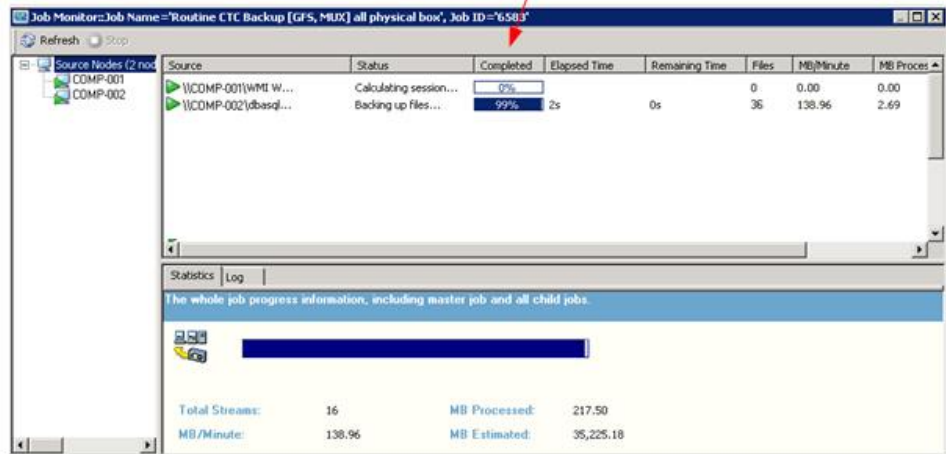 Job Monitor::Job Name='Routine CTC Backup [GFS, MUX] all physical box', Job ID='6583'
Refresh Stop
Source Nodes (2 nod
COMP-001
COMP-002
Source Status Completed Elapsed Time Remaining Time Files MB/Minute MB Proces
\\COMP-001\WMI W... Calculating session... 0% 0 0.00 0.00
\\COMP-002\dbasql... Backing up files... 99% 2s 0s 36 138.96 2.69
Statistics Log
The whole job progress information, including master job and all child jobs.
Total Streams: 16 MB Processed: 217.50
MB/Minute: 138.96 MB Estimated: 35,225.18